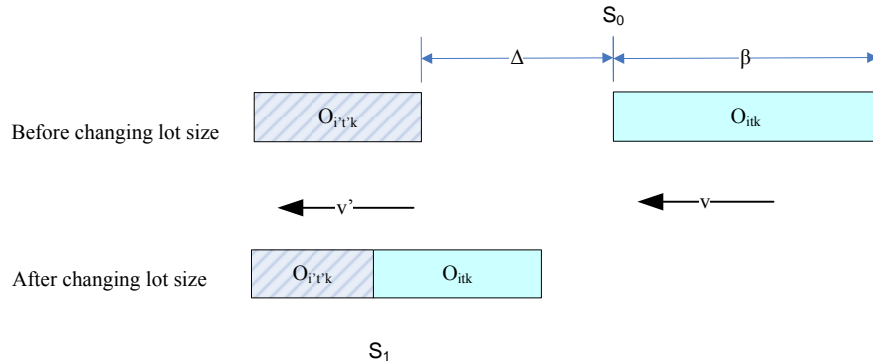 S₀
Δ β
Oᵢ'ₜ'ₖ Oᵢₜₖ
Before changing lot size
v' v
After changing lot size Oᵢ'ₜ'ₖ Oᵢₜₖ
S₁